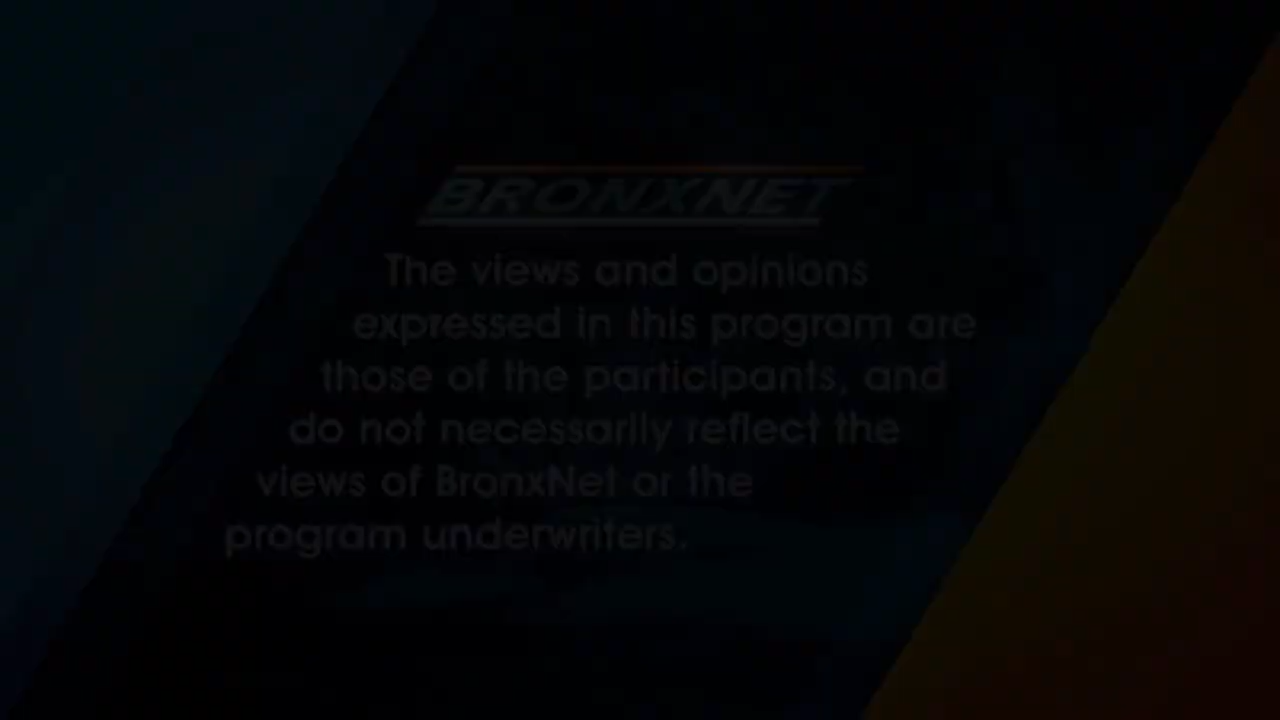 BRONXNET
The views and opinions
expressed in this program are
those of the participants, and
do not necessarily reflect the
views of BronxNet or the
program underwriters.